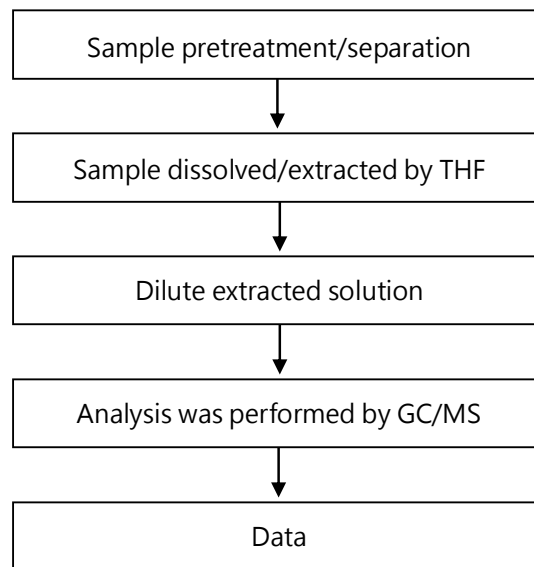 Sample pretreatment/separation
Sample dissolved/extracted by THF
Dilute extracted solution
Analysis was performed by GC/MS
Data